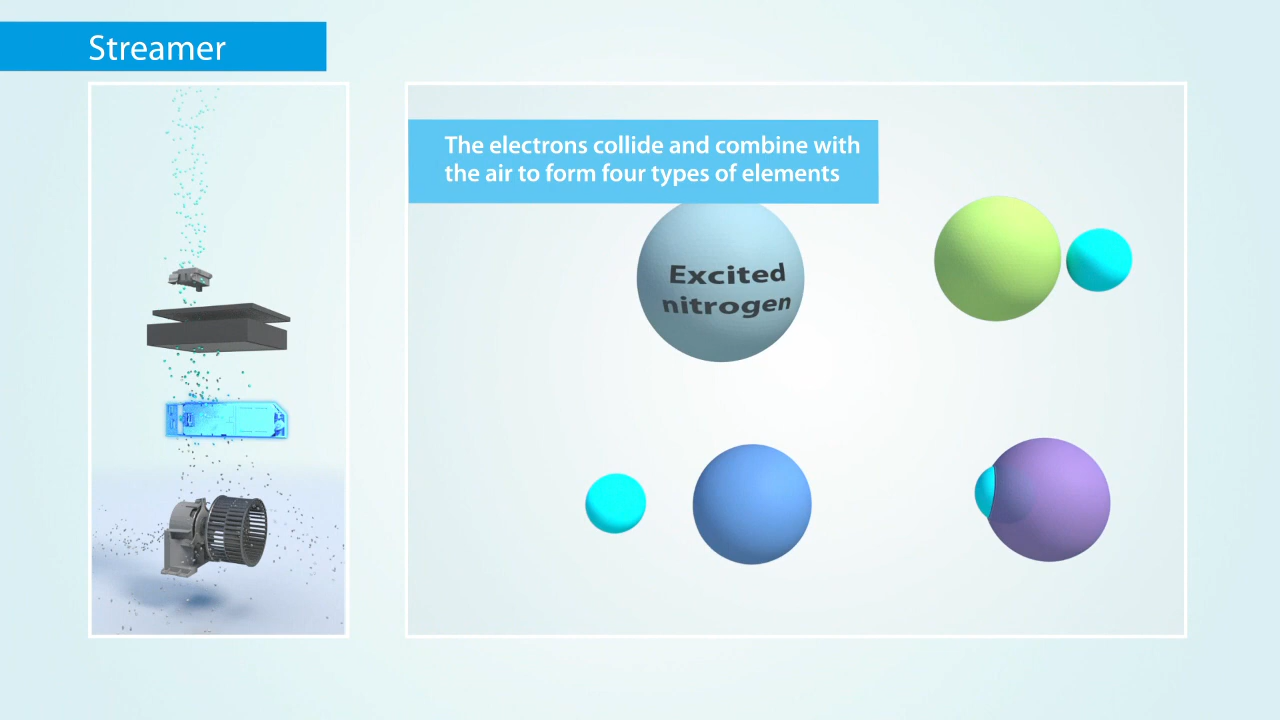 Streamer
The electrons collide and combine with
the air to form four types of elements
Excited
nitrogen